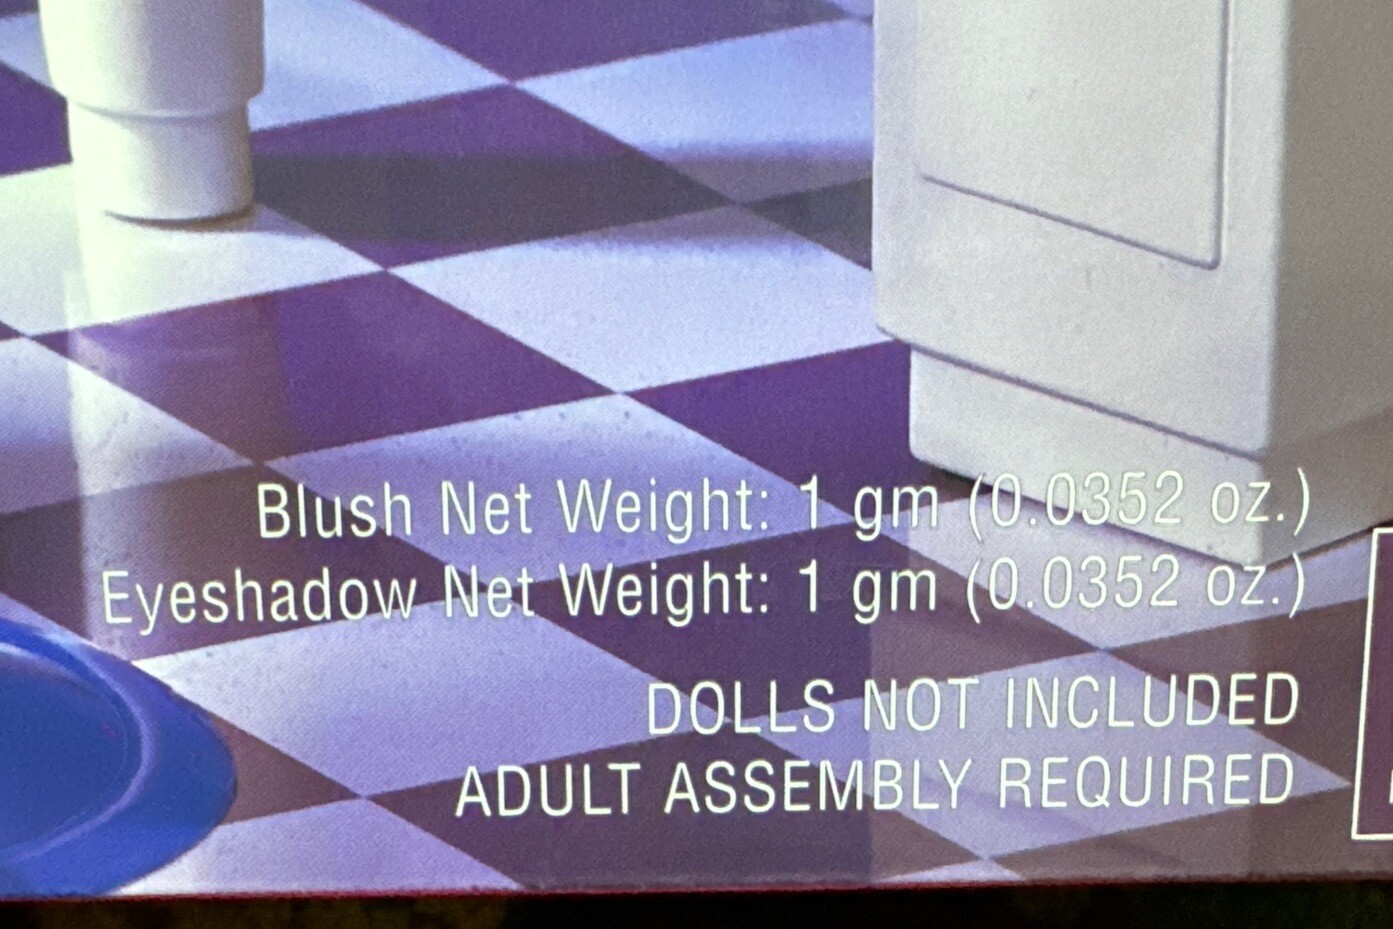 Blush Net Weight: 1 gm (0.0352 oz.)
Eyeshadow Net Weight: 1 gm (0.0352 oz.)
DOLLS NOT INCLUDED
ADULT ASSEMBLY REQUIRED